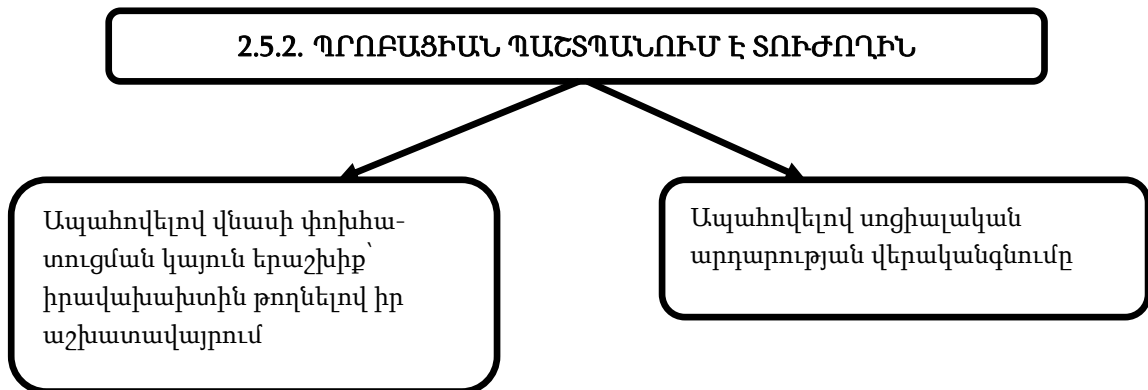 2.5.2. ՊՐՈԲԱՑԻԱՆ ՊԱՇՏՊԱՆՈՒՄ Է ՏՈՒԺՈՂԻՆ
Ապահովելով վնասի փոխհա-
տուցման կայուն երաշխիք՝
իրավախախտին թողնելով իր
աշխատավայրում
Ապահովելով սոցիալական
արդարության վերականգնումը